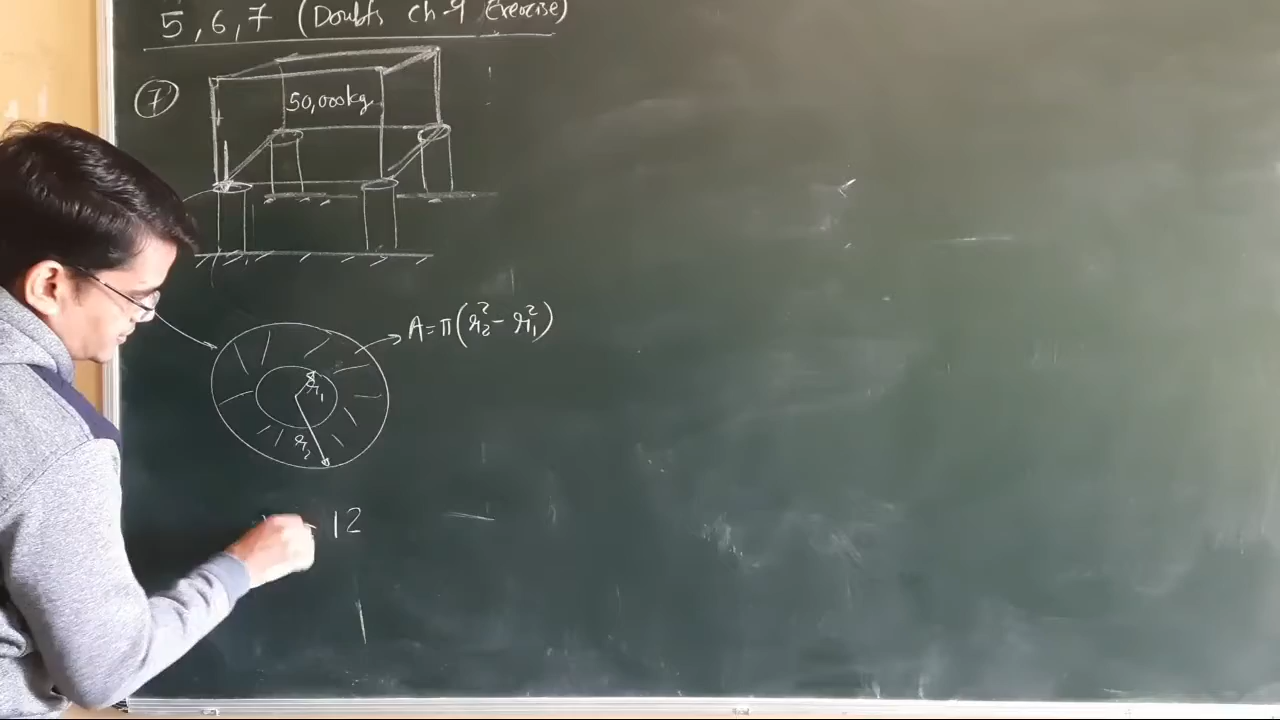 5, 6, 7 (Doubts ch-9 Exercise)
7
50,000kg
A = π(r₂² - r₁²)
r₁
r₂
12